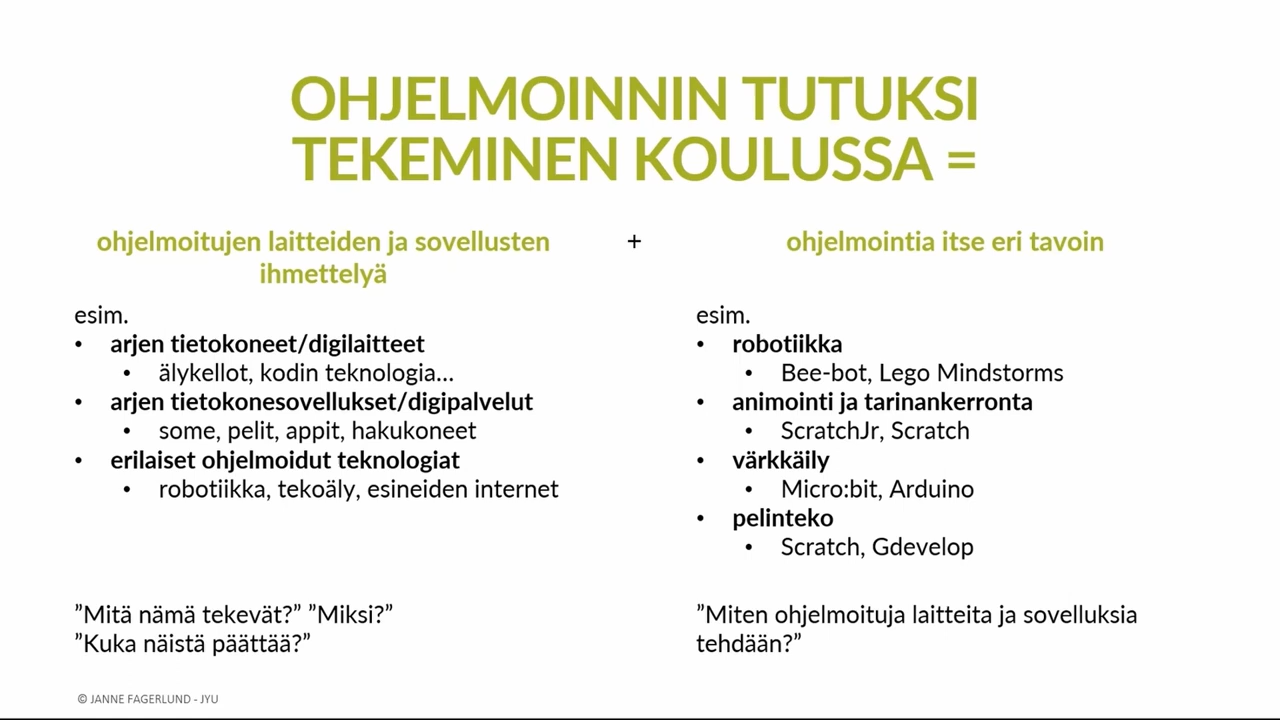 OHJELMOINNIN TUTUKSI
TEKEMINEN KOULUSSA =
ohjelmoitujen laitteiden ja sovellusten
ihmettelyä
esim.
• arjen tietokoneet/digilaitteet
• älykellot, kodin teknologia...
• arjen tietokonesovellukset/digipalvelut
• some, pelit, appit, hakukoneet
• erilaiset ohjelmoidut teknologiat
• robotiikka, tekoäly, esineiden internet
”Mitä nämä tekevät?” ”Miksi?”
”Kuka näistä päättää?”
+
ohjelmointia itse eri tavoin
esim.
• robotiikka
• Bee-bot, Lego Mindstorms
• animointi ja tarinankerronta
• ScratchJr, Scratch
• värkkäily
• Micro:bit, Arduino
• pelinteko
• Scratch, Gdevelop
”Miten ohjelmoituja laitteita ja sovelluksia
tehdään?”
© JANNE FAGERLUND - JYU